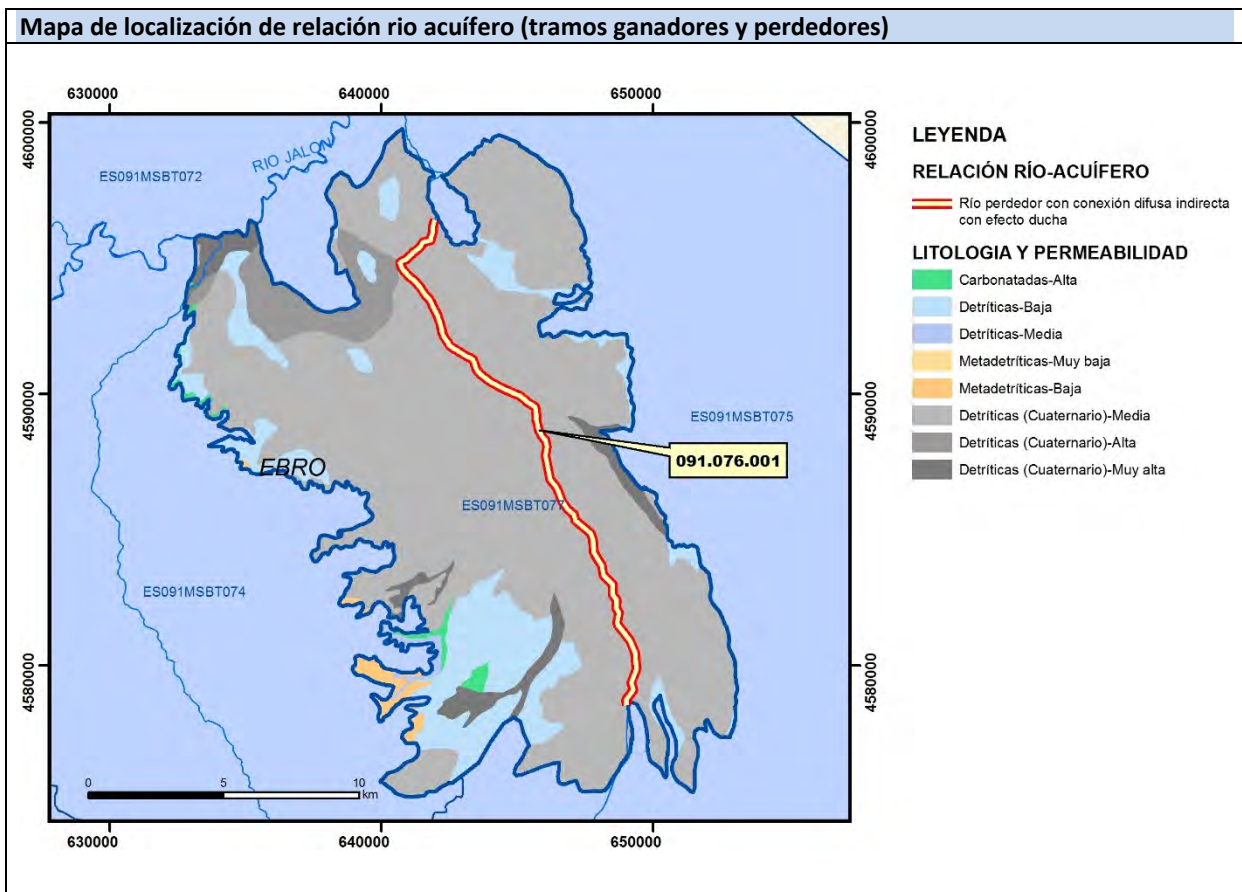 Mapa de localización de relación rio acuífero (tramos ganadores y perdedores)
630000
640000
650000
4600000
4600000
RIO JALON
ES091MSBT072
4590000
4590000
ES091MSBT075
091.076.001
EBRO
ES091MSBT077
ES091MSBT074
4580000
4580000
0
5
10
km
630000
640000
650000
LEYENDA
RELACIÓN RÍO-ACUÍFERO
Río perdedor con conexión difusa indirecta
con efecto ducha
LITOLOGIA Y PERMEABILIDAD
Carbonatadas-Alta
Detríticas-Baja
Detríticas-Media
Metadetríticas-Muy baja
Metadetríticas-Baja
Detríticas (Cuaternario)-Media
Detríticas (Cuaternario)-Alta
Detríticas (Cuaternario)-Muy alta